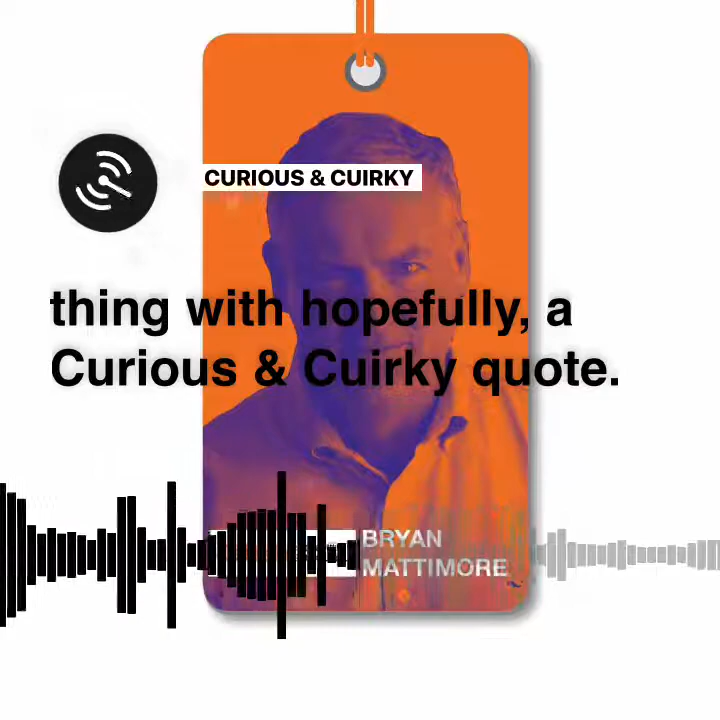 CURIOUS & CUIRKY
thing with hopefully, a
Curious & Cuirky quote.
BRYAN
MATTIMORE